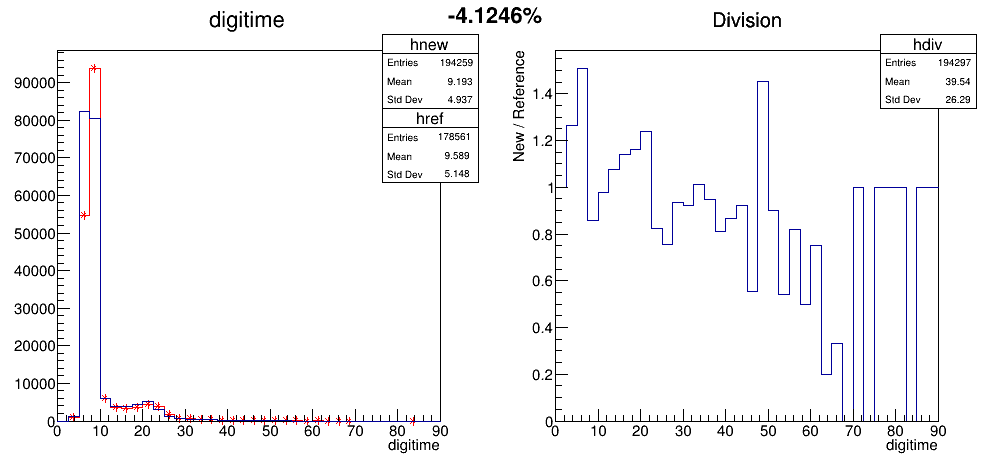 -4.1246%
digitime
hnew
Entries 194259
Mean 9.193
Std Dev 4.937
href
Entries 178561
Mean 9.589
Std Dev 5.148
90000
80000
70000
60000
50000
40000
30000
20000
10000
0
0 10 20 30 40 50 60 70 80 90
digitime
Division
hdiv
Entries 194297
Mean 39.54
Std Dev 26.29
New / Reference
1.4
1.2
1
0.8
0.6
0.4
0.2
0
0 10 20 30 40 50 60 70 80 90
digitime